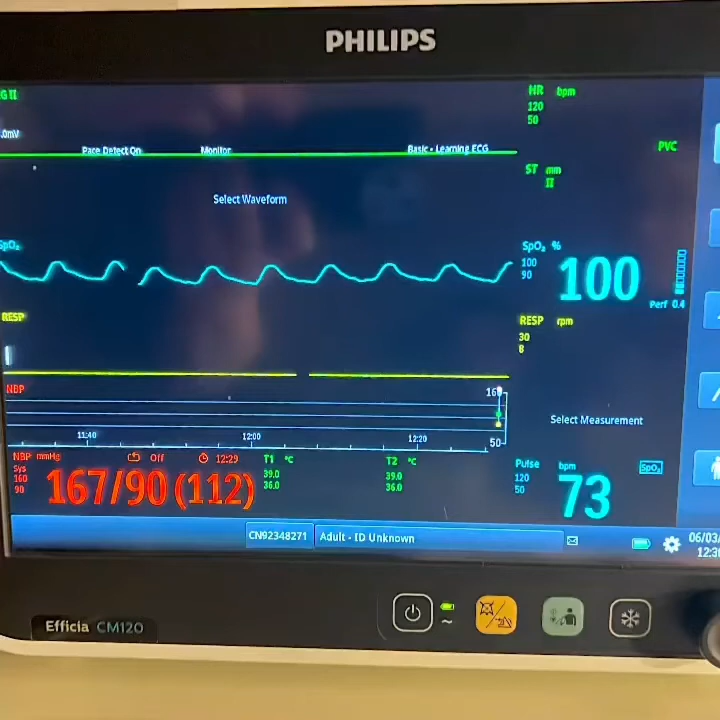 PHILIPS
G II
HR bpm
120
50
.0mV
Pace Detect On Monitor Basic - Learning ECG
PVC
ST mm
II
Select Waveform
SpO₂
SpO₂ %
100
90
100
Perf 0.4
RESP
RESP rpm
30
8
NBP
160
50
11:40 12:00 12:20
Select Measurement
NBP mmHg Off 12:29
Sys
160
90
167/90 (112)
T1 °C
39.0
36.0
T2 °C
39.0
36.0
Pulse bpm SpO₂
120
50
73
CN92348271 Adult - ID Unknown
06/03/
12:3
Efficia CM120